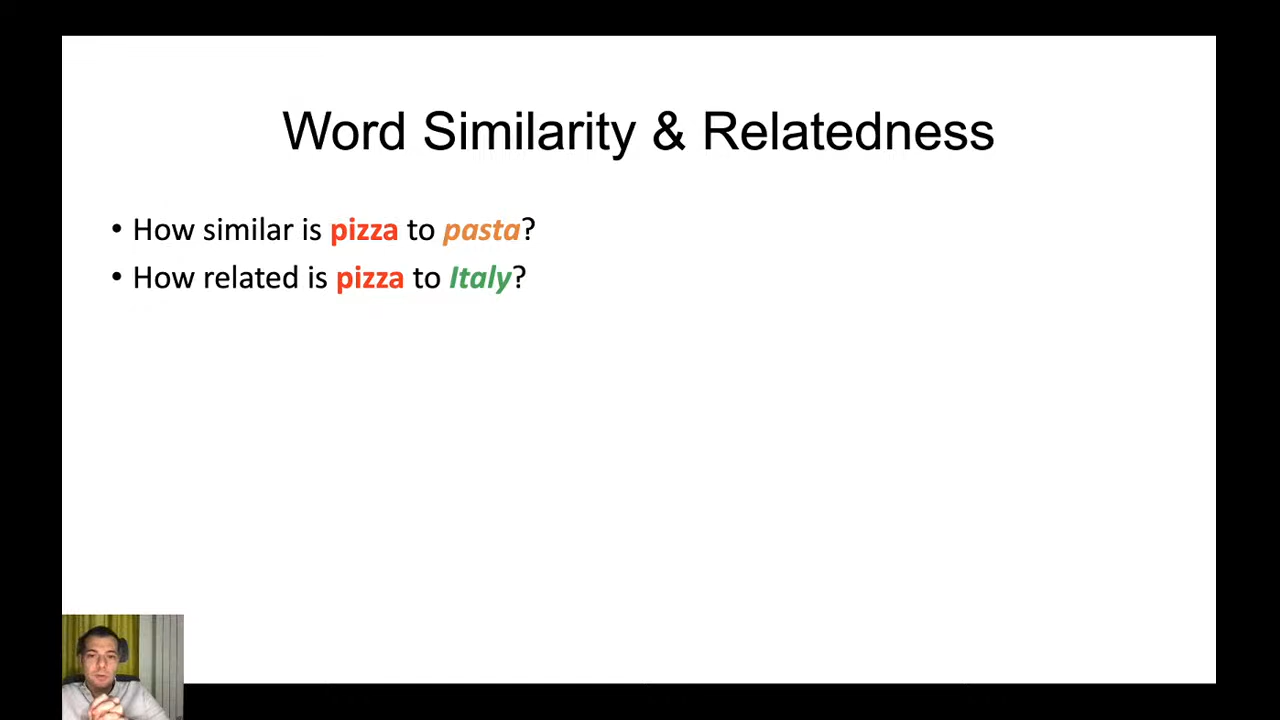 Word Similarity & Relatedness
• How similar is pizza to pasta?
• How related is pizza to Italy?